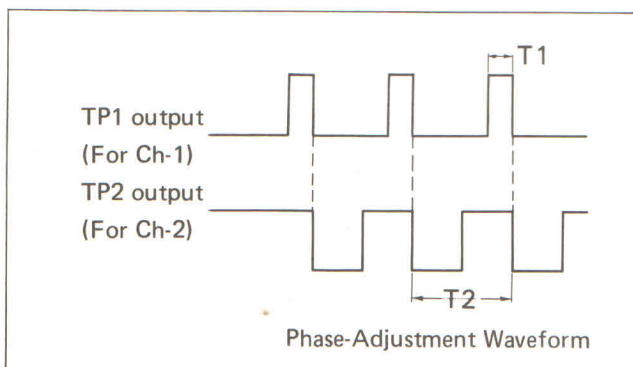 T1
TP1 output
(For Ch-1)
TP2 output
(For Ch-2)
T2
Phase-Adjustment Waveform